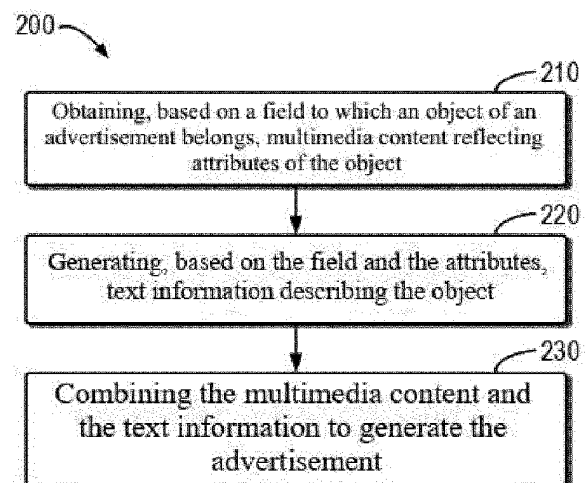 200
210
Obtaining, based on a field to which an object of an
advertisement belongs, multimedia content reflecting
attributes of the object
220
Generating, based on the field and the attributes,
text information describing the object
230
Combining the multimedia content and
the text information to generate the
advertisement